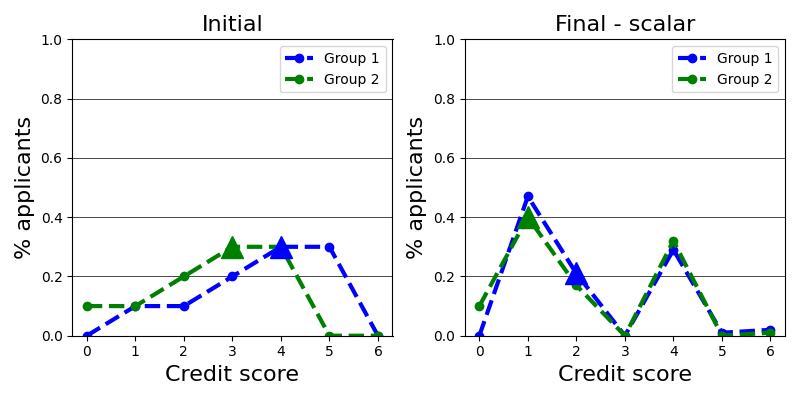 Initial
Final - scalar
1.0
0.8
0.6
0.4
0.2
0.0
% applicants
Group 1
Group 2
0 1 2 3 4 5 6
Credit score
1.0
0.8
0.6
0.4
0.2
0.0
% applicants
Group 1
Group 2
0 1 2 3 4 5 6
Credit score